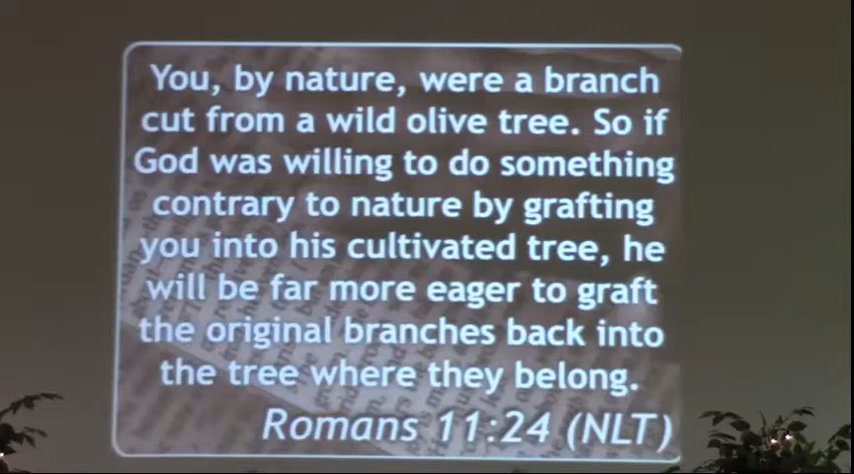 You, by nature, were a branch
cut from a wild olive tree. So if
God was willing to do something
contrary to nature by grafting
you into his cultivated tree, he
will be far more eager to graft
the original branches back into
the tree where they belong.
Romans 11:24 (NLT)